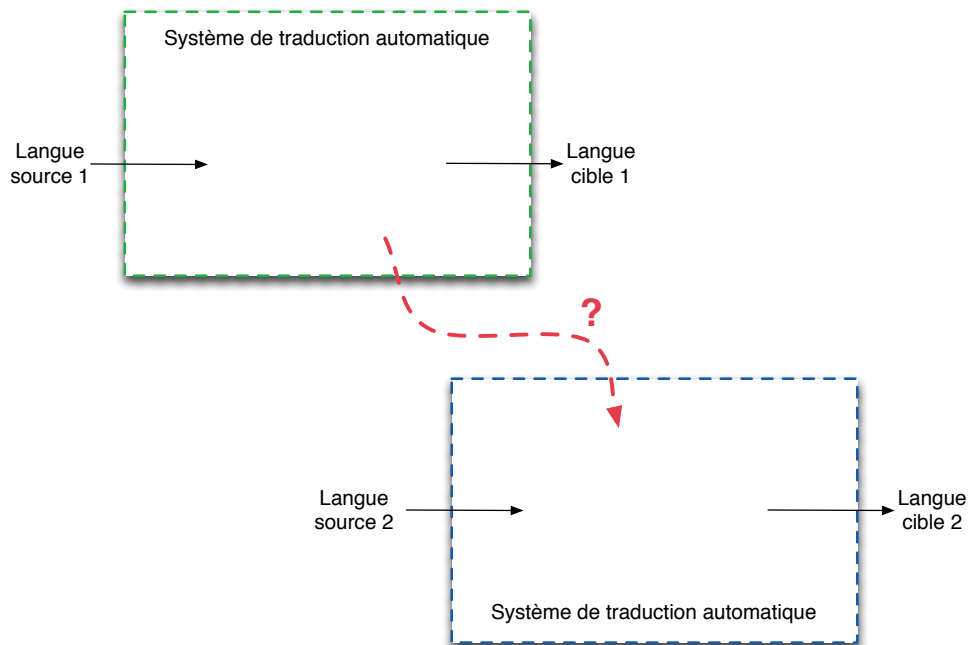 Système de traduction automatique
Langue
source 1
Langue
cible 1
?
Langue
source 2
Langue
cible 2
Système de traduction automatique